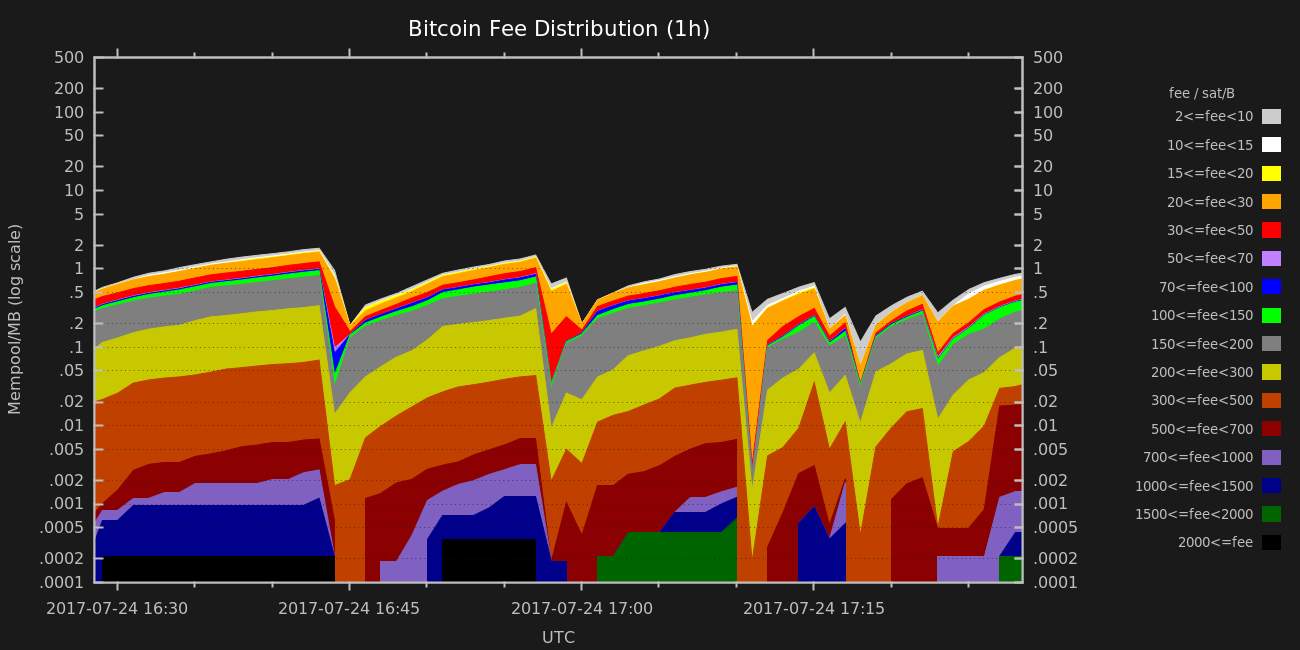 Bitcoin Fee Distribution (1h)
500 500
200 200
100 100
50 50
20 20
10 10
5 5
2 2
1 1
.5 .5
.2 .2
.1 .1
.05 .05
.02 .02
.01 .01
.005 .005
.002 .002
.001 .001
.0005 .0005
.0002 .0002
.0001 .0001
Mempool/MB (log scale)
2017-07-24 16:30 2017-07-24 16:45 2017-07-24 17:00 2017-07-24 17:15
UTC
fee / sat/B
2<=fee<10
10<=fee<15
15<=fee<20
20<=fee<30
30<=fee<50
50<=fee<70
70<=fee<100
100<=fee<150
150<=fee<200
200<=fee<300
300<=fee<500
500<=fee<700
700<=fee<1000
1000<=fee<1500
1500<=fee<2000
2000<=fee